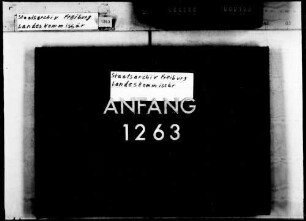 Staatsarchiv Freiburg
Landeskommissär
Staatsarchiv Freiburg
Landeskommissär
ANFANG
1263